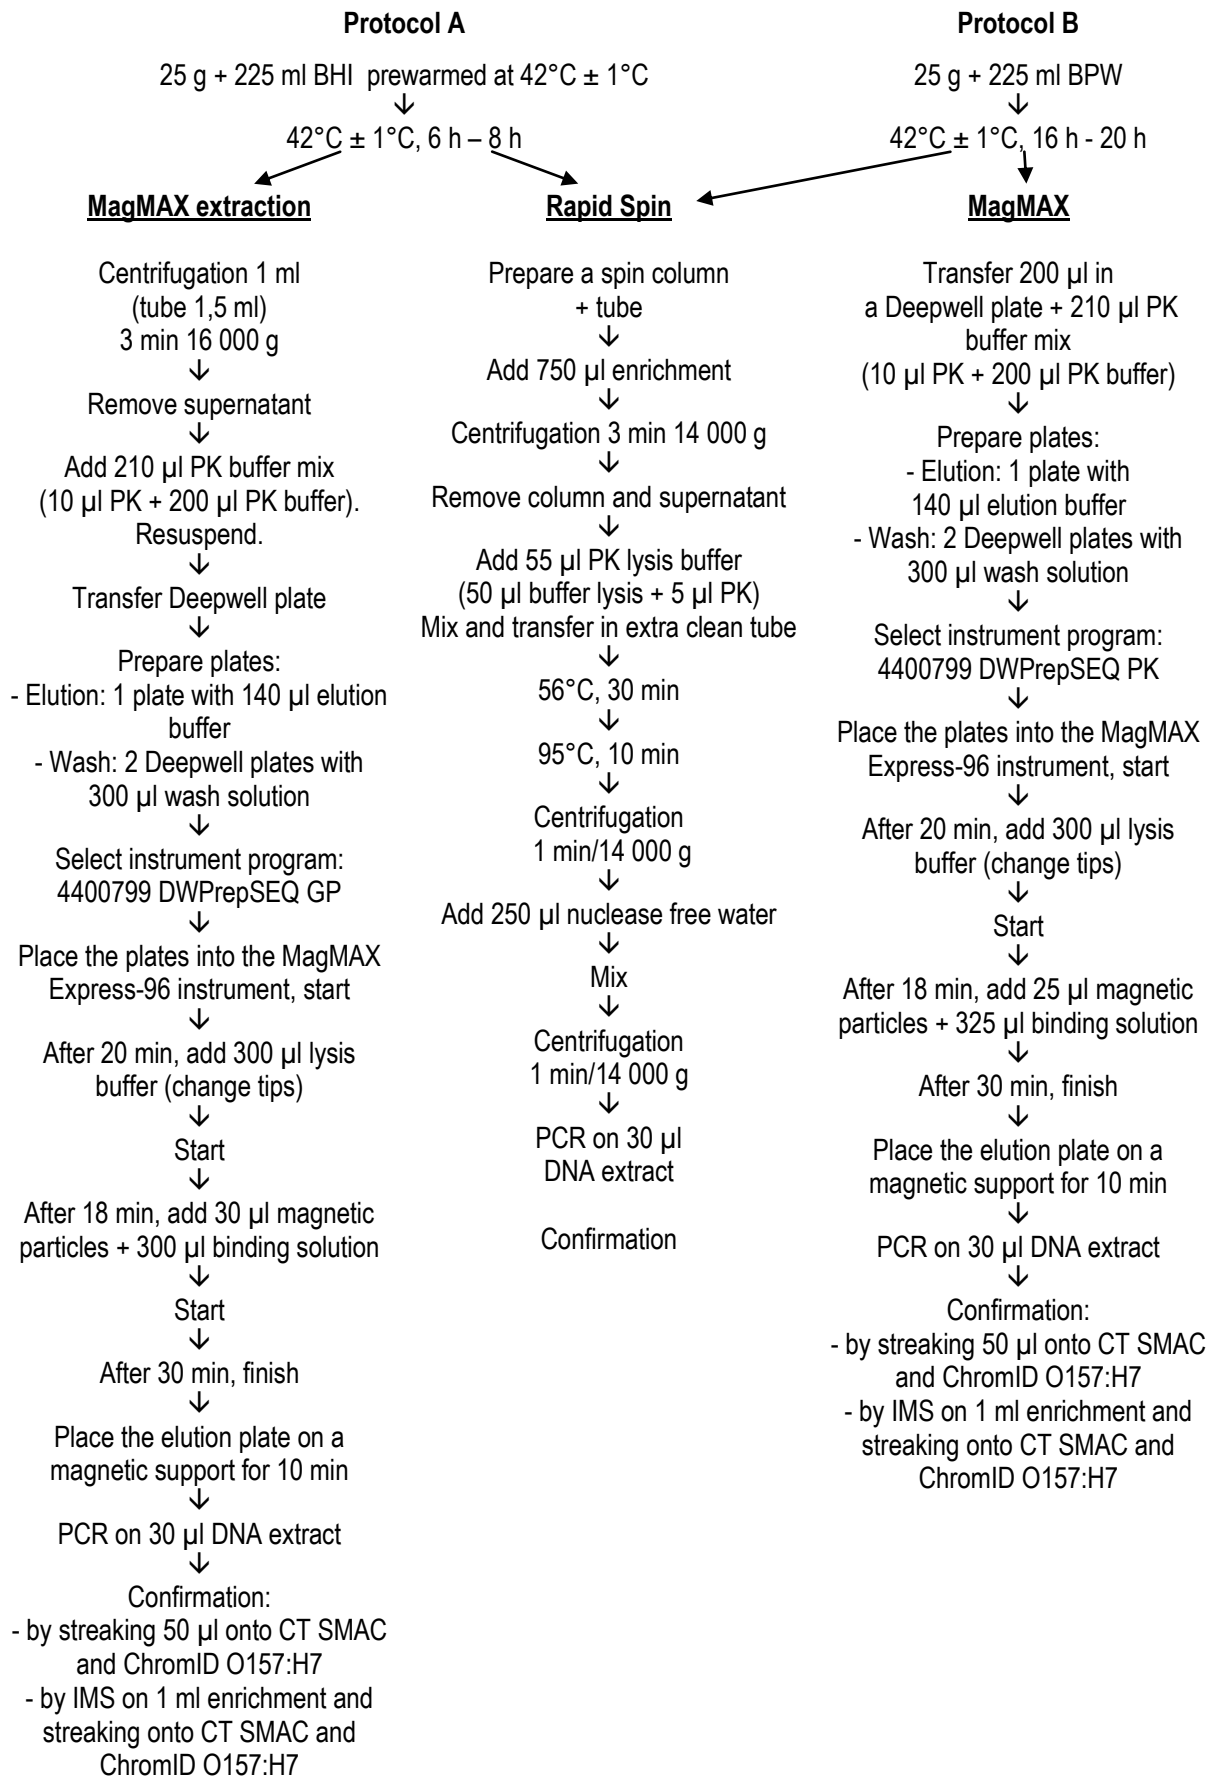 Protocol A
25 g + 225 ml BHI  prewarmed at 42°C ± 1°C
↓
42°C ± 1°C, 6 h – 8 h
MagMAX extraction
Centrifugation 1 ml
(tube 1,5 ml)
3 min 16 000 g
↓
Remove supernatant
↓
Add 210 µl PK buffer mix
(10 µl PK + 200 µl PK buffer).
Resuspend.
↓
Transfer Deepwell plate
↓
Prepare plates:
- Elution: 1 plate with 140 µl elution
buffer
- Wash: 2 Deepwell plates with
300 µl wash solution
↓
Select instrument program:
4400799 DWPrepSEQ GP
↓
Place the plates into the MagMAX
Express-96 instrument, start
↓
After 20 min, add 300 µl lysis
buffer (change tips)
↓
Start
↓
After 18 min, add 30 µl magnetic
particles + 300 µl binding solution
↓
Start
↓
After 30 min, finish
↓
Place the elution plate on a
magnetic support for 10 min
↓
PCR on 30 µl DNA extract
↓
Confirmation:
- by streaking 50 µl onto CT SMAC
and ChromID O157:H7
- by IMS on 1 ml enrichment and
streaking onto CT SMAC and
ChromID O157:H7
Rapid Spin
Prepare a spin column
+ tube
↓
Add 750 µl enrichment
↓
Centrifugation 3 min 14 000 g
↓
Remove column and supernatant
↓
Add 55 µl PK lysis buffer
(50 µl buffer lysis + 5 µl PK)
Mix and transfer in extra clean tube
↓
56°C, 30 min
↓
95°C, 10 min
↓
Centrifugation
1 min/14 000 g
↓
Add 250 µl nuclease free water
↓
Mix
↓
Centrifugation
1 min/14 000 g
↓
PCR on 30 µl
DNA extract
Confirmation
Protocol B
25 g + 225 ml BPW
↓
42°C ± 1°C, 16 h - 20 h
MagMAX
Transfer 200 µl in
a Deepwell plate + 210 µl PK
buffer mix
(10 µl PK + 200 µl PK buffer)
↓
Prepare plates:
- Elution: 1 plate with
140 µl elution buffer
- Wash: 2 Deepwell plates with
300 µl wash solution
↓
Select instrument program:
4400799 DWPrepSEQ PK
↓
Place the plates into the MagMAX
Express-96 instrument, start
↓
After 20 min, add 300 µl lysis
buffer (change tips)
↓
Start
↓
After 18 min, add 25 µl magnetic
particles + 325 µl binding solution
↓
After 30 min, finish
↓
Place the elution plate on a
magnetic support for 10 min
↓
PCR on 30 µl DNA extract
↓
Confirmation:
- by streaking 50 µl onto CT SMAC
and ChromID O157:H7
- by IMS on 1 ml enrichment and
streaking onto CT SMAC and
ChromID O157:H7